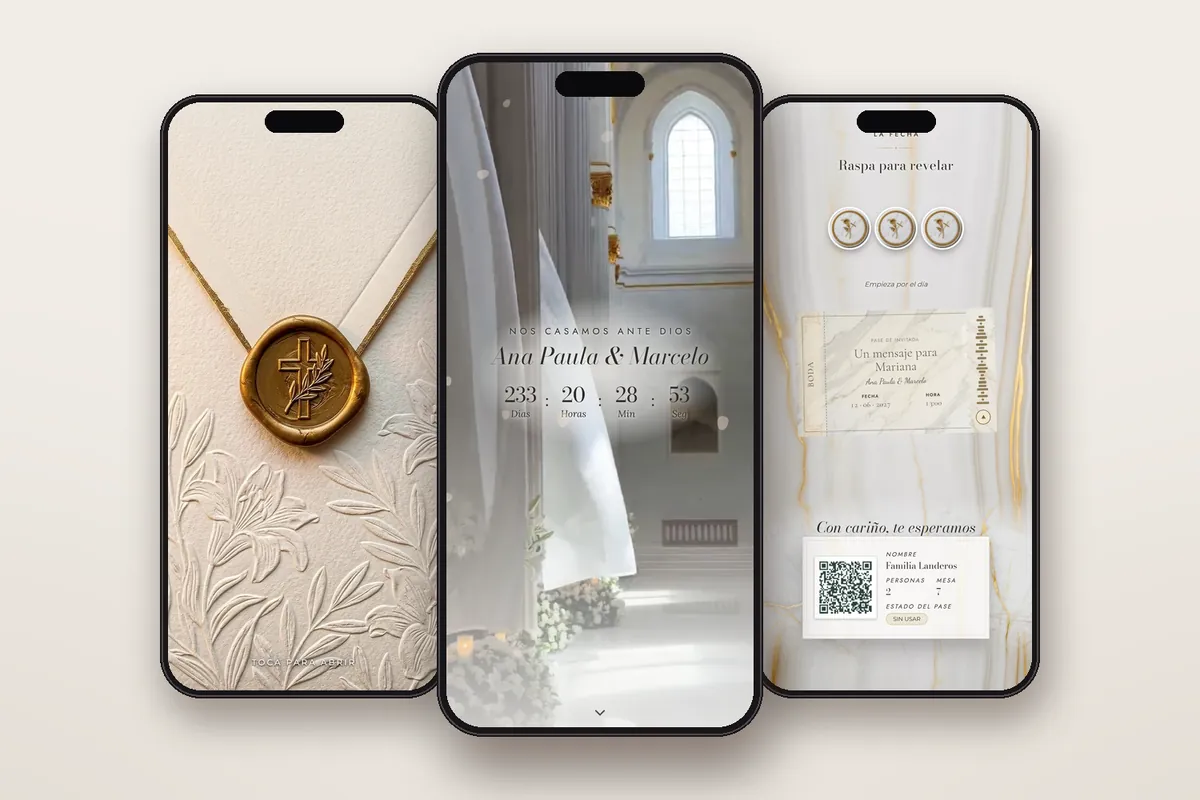 TOCA PARA ABRIR
NOS CASAMOS ANTE DIOS
Ana Paula & Marcelo
233 : 20 : 28 : 53
Días Horas Min Seg
LA FECHA
Raspa para revelar
Empieza por el día
BODA
PASE DE INVITADO
Un mensaje para
Mariana
Ana Paula & Marcelo
FECHA HORA
12 · 06 · 2027 13:00
Con cariño, te esperamos
NOMBRE
Familia Landeros
PERSONAS MESA
2 7
ESTADO DEL PASE
SIN USAR